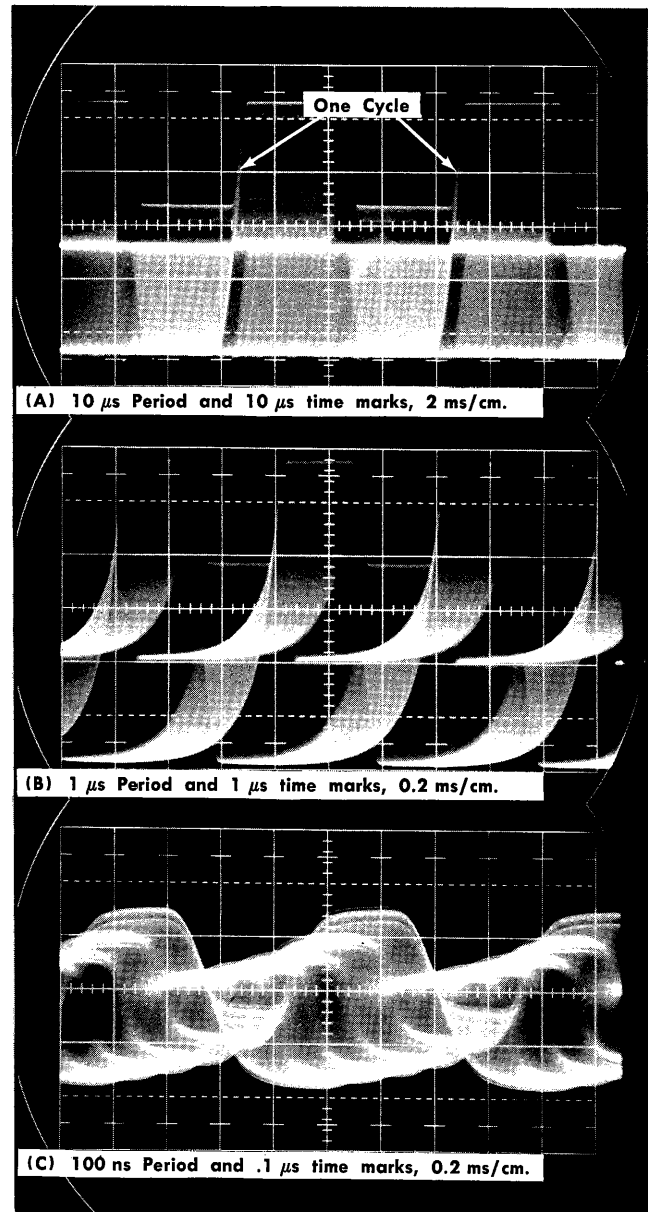 One Cycle
(A) 10 μs Period and 10 μs time marks, 2 ms/cm.
(B) 1 μs Period and 1 μs time marks, 0.2 ms/cm.
(C) 100 ns Period and .1 μs time marks, 0.2 ms/cm.